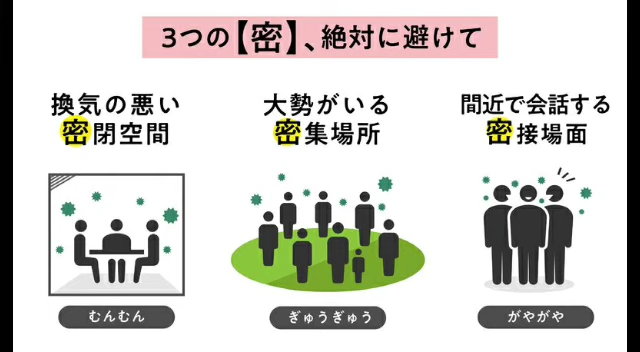 3つの【密】、絶対に避けて
換気の悪い
密閉空間
大勢がいる
密集場所
間近で会話する
密接場面
むんむん
ぎゅうぎゅう
がやがや